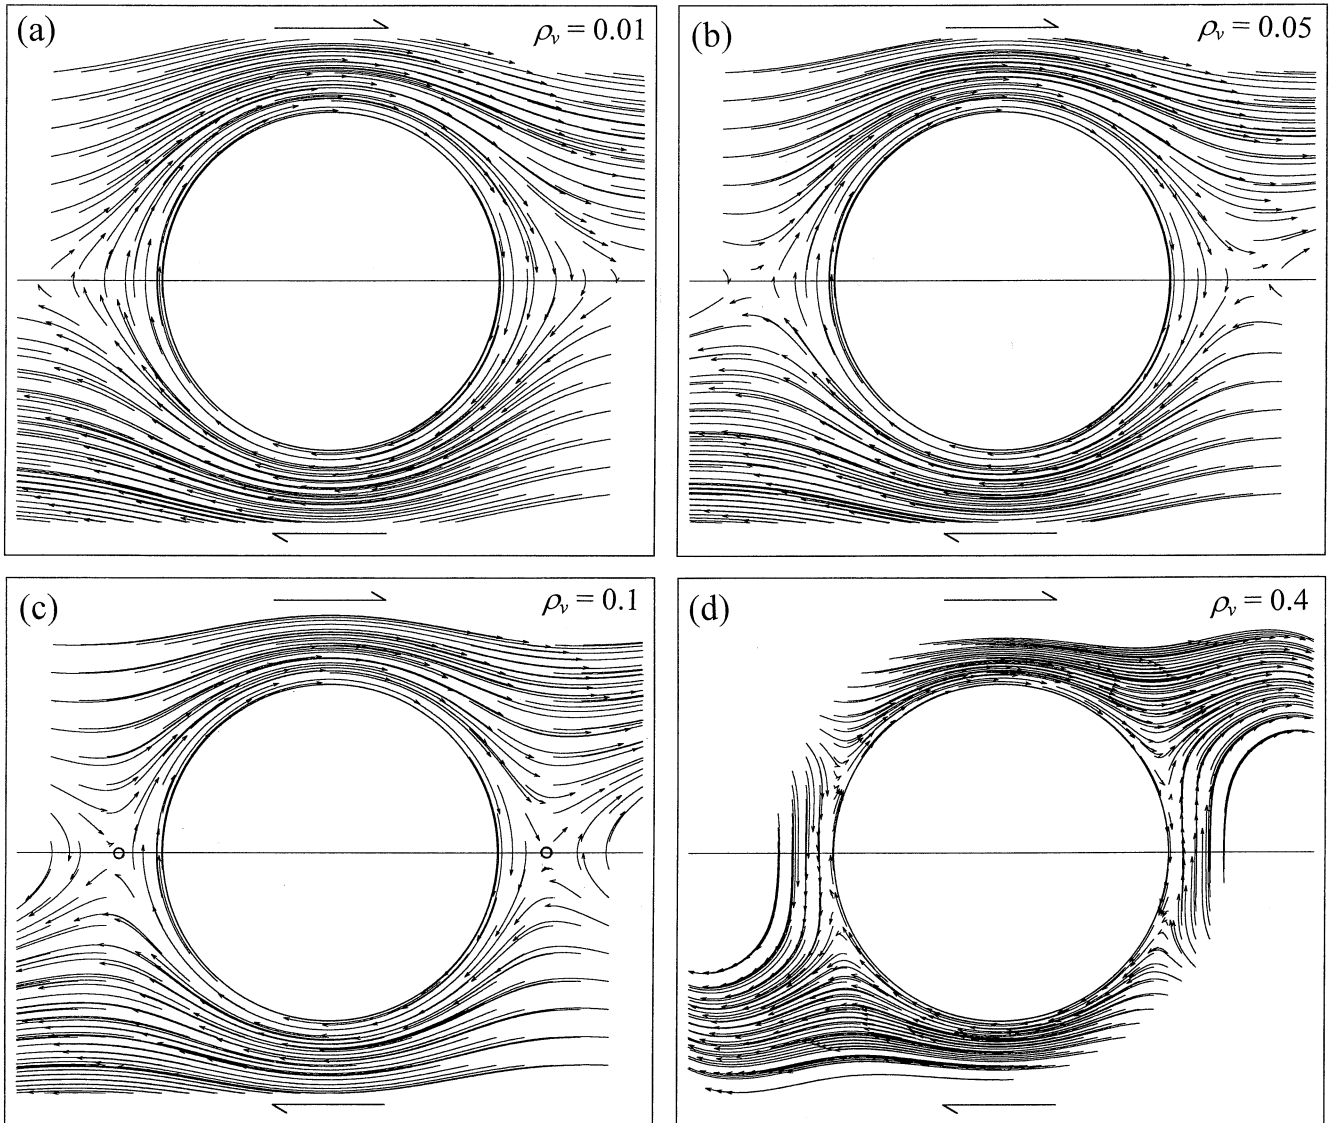 (a) ρᵥ = 0.01
(b) ρᵥ = 0.05
(c) ρᵥ = 0.1
(d) ρᵥ = 0.4